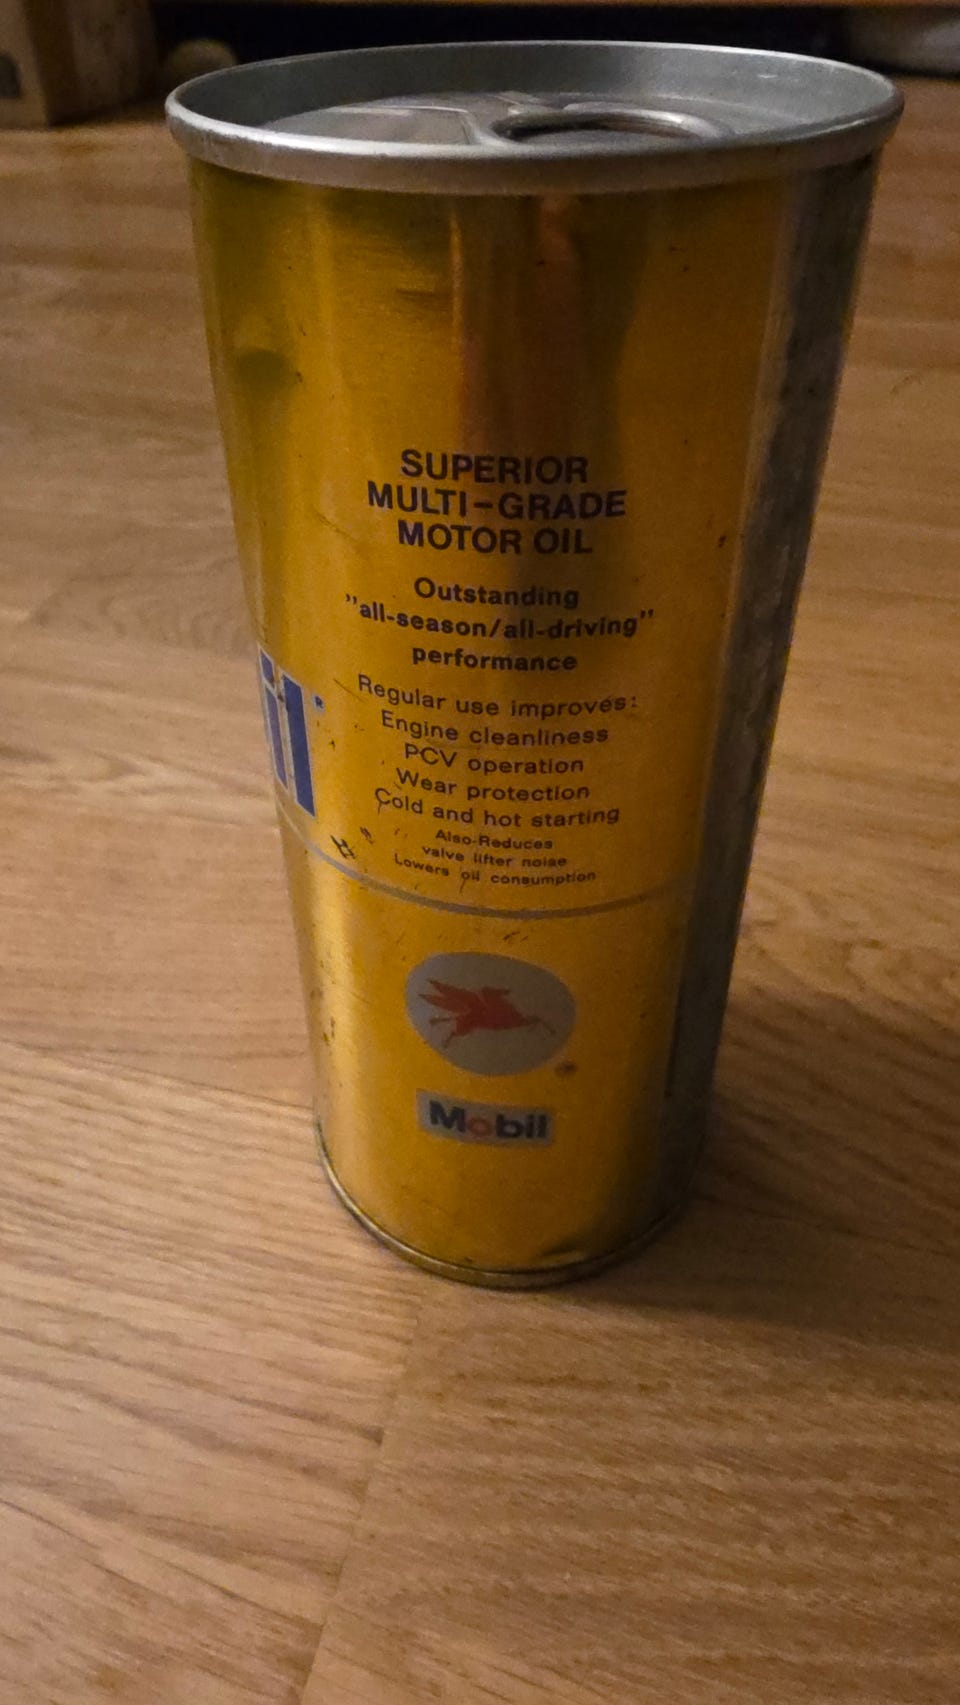 SUPERIOR
MULTI-GRADE
MOTOR OIL
Outstanding
"all-season/all-driving"
performance
il®
Regular use improves:
Engine cleanliness
PCV operation
Wear protection
Cold and hot starting
Also-Reduces
valve lifter noise
Lowers oil consumption
Mobil